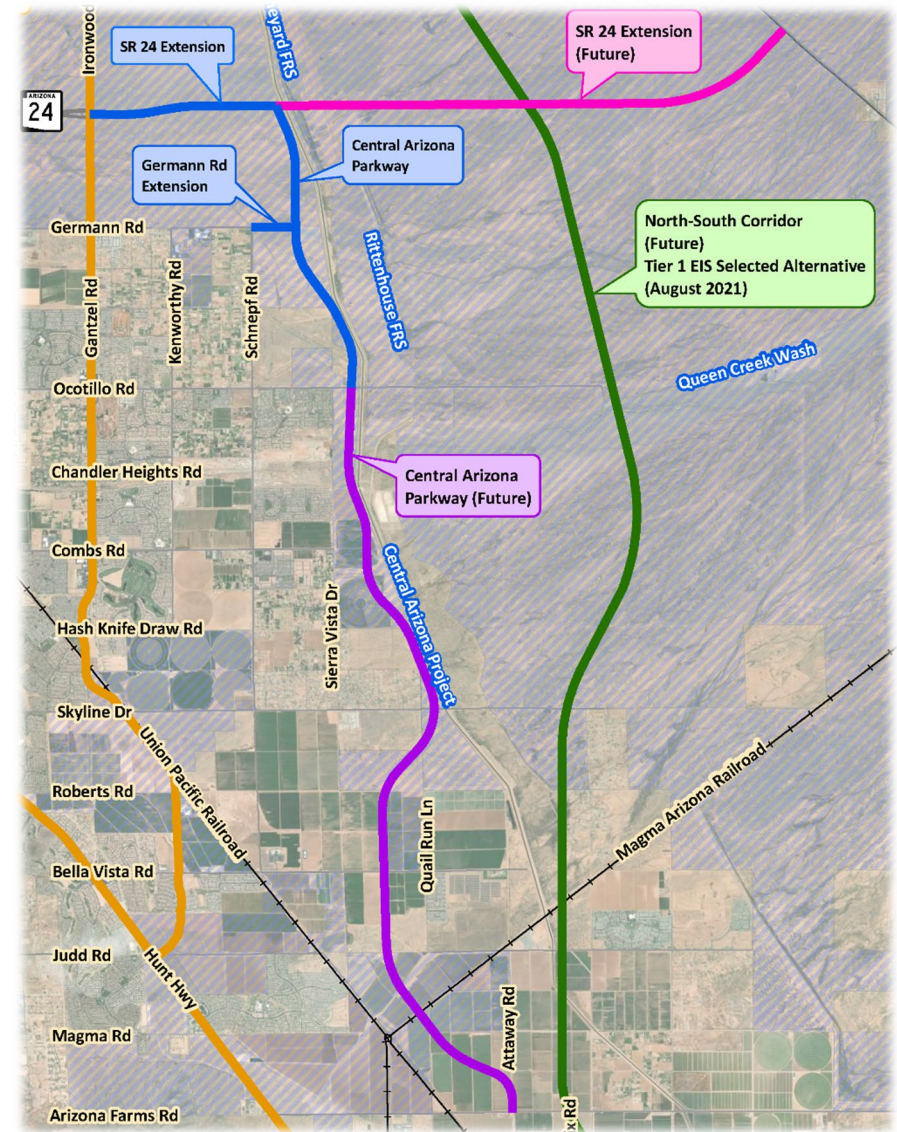 Ironwood
eyard FRS
SR 24 Extension
SR 24 Extension
(Future)
ARIZONA
24
Central Arizona
Parkway
Germann Rd
Extension
North-South Corridor
(Future)
Tier 1 EIS Selected Alternative
(August 2021)
Germann Rd
Gantzel Rd
Kenworthy Rd
Schnepf Rd
Rittenhouse FRS
Queen Creek Wash
Ocotillo Rd
Chandler Heights Rd
Central Arizona
Parkway (Future)
Combs Rd
Central Arizona Project
Sierra Vista Dr
Hash Knife Draw Rd
Skyline Dr
Union Pacific Railroad
Magma Arizona Railroad
Roberts Rd
Quail Run Ln
Bella Vista Rd
Judd Rd
Hunt Hwy
Attaway Rd
Magma Rd
Arizona Farms Rd
x Rd